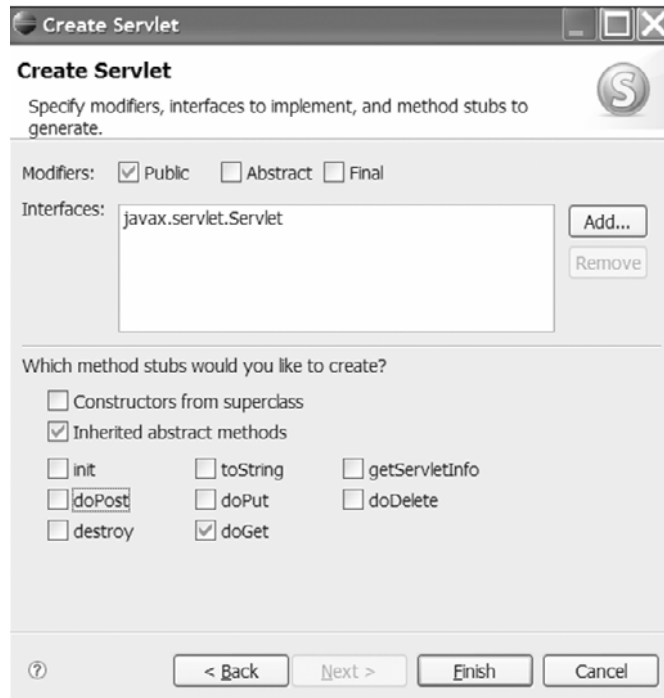 Create Servlet
Create Servlet
Specify modifiers, interfaces to implement, and method stubs to
generate.
Modifiers: Public Abstract Final
Interfaces: javax.servlet.Servlet
Add...
Remove
Which method stubs would you like to create?
Constructors from superclass
Inherited abstract methods
init toString getServletInfo
doPost doPut doDelete
destroy doGet
? < Back Next > Finish Cancel